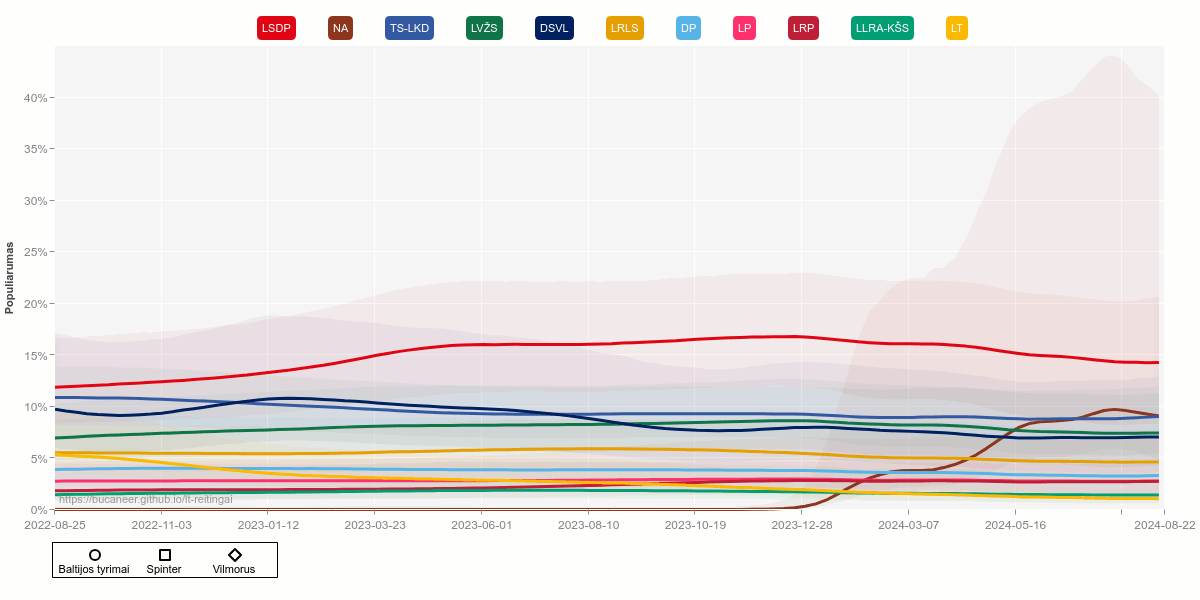 LSDP NA TS-LKD LVŽS DSVL LRLS DP LP LRP LLRA-KŠS LT
Populiarumas
40%
35%
30%
25%
20%
15%
10%
5%
0%
https://bucaneer.github.io/lt-reitingai
2022-08-25 2022-11-03 2023-01-12 2023-03-23 2023-06-01 2023-08-10 2023-10-19 2023-12-28 2024-03-07 2024-05-16 2024-08-22
Baltijos tyrimai Spinter Vilmorus